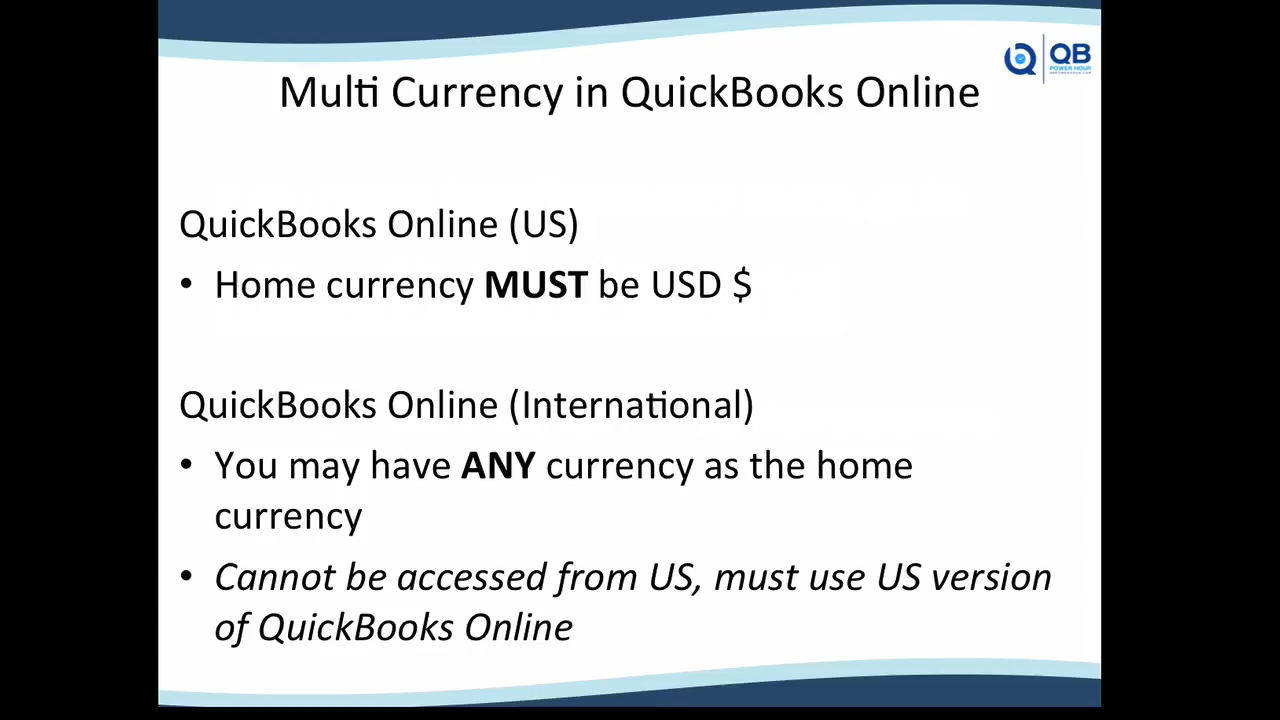 QB
POWER HOUR
Multi Currency in QuickBooks Online
QuickBooks Online (US)
• Home currency MUST be USD $
QuickBooks Online (International)
• You may have ANY currency as the home
currency
• Cannot be accessed from US, must use US version
of QuickBooks Online